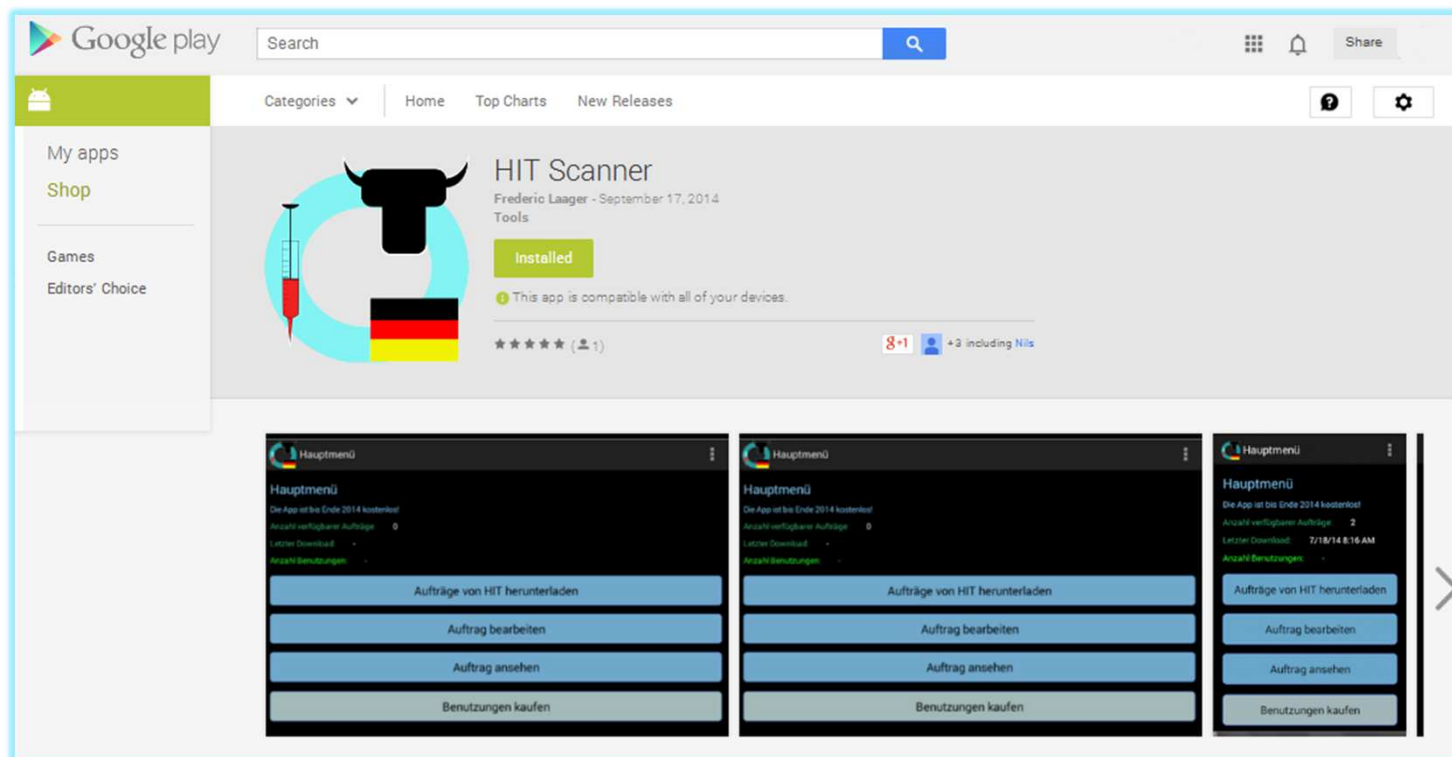 Google play
Search
Share
Categories
Home
Top Charts
New Releases
My apps
Shop
Games
Editors' Choice
HIT Scanner
Frederic Laager - September 17, 2014
Tools
Installed
This app is compatible with all of your devices.
(1)
g+1
+3 including Nils
Hauptmenü
Hauptmenü
Die App ist bis Ende 2014 kostenlos!
Anzahl verfügbarer Aufträge: 0
Letzter Download: -
Anzahl Benutzungen: -
Aufträge von HIT herunterladen
Auftrag bearbeiten
Auftrag ansehen
Benutzungen kaufen
Hauptmenü
Hauptmenü
Die App ist bis Ende 2014 kostenlos!
Anzahl verfügbarer Aufträge: 0
Letzter Download: -
Anzahl Benutzungen: -
Aufträge von HIT herunterladen
Auftrag bearbeiten
Auftrag ansehen
Benutzungen kaufen
Hauptmenü
Hauptmenü
Die App ist bis Ende 2014 kostenlos!
Anzahl verfügbarer Aufträge: 2
Letzter Download: 7/18/14 8:16 AM
Anzahl Benutzungen: -
Aufträge von HIT herunterladen
Auftrag bearbeiten
Auftrag ansehen
Benutzungen kaufen